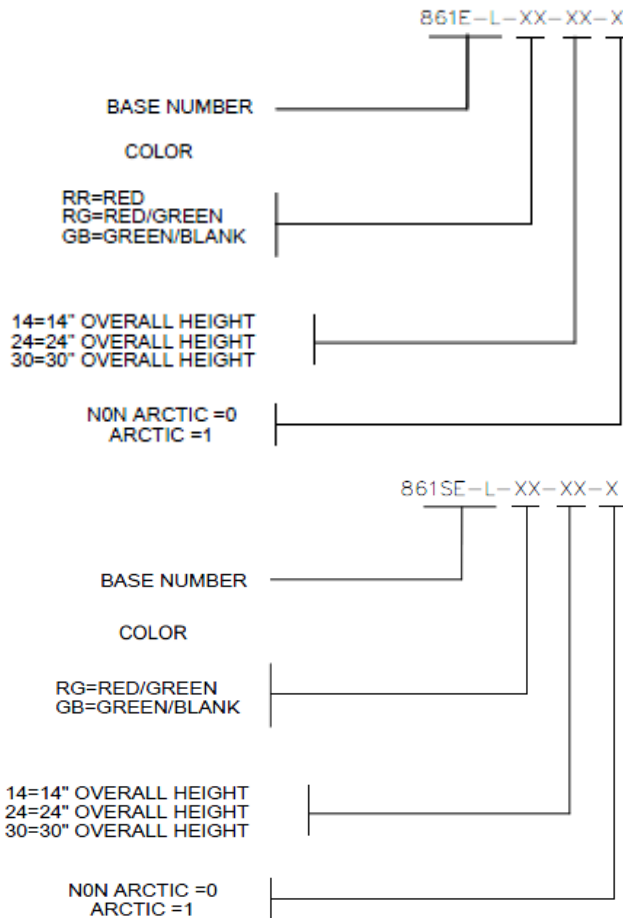 861E-L-XX-XX-X
BASE NUMBER
COLOR
RR=RED
RG=RED/GREEN
GB=GREEN/BLANK
14=14" OVERALL HEIGHT
24=24" OVERALL HEIGHT
30=30" OVERALL HEIGHT
N0N ARCTIC =0
ARCTIC =1
861SE-L-XX-XX-X
BASE NUMBER
COLOR
RG=RED/GREEN
GB=GREEN/BLANK
14=14" OVERALL HEIGHT
24=24" OVERALL HEIGHT
30=30" OVERALL HEIGHT
N0N ARCTIC =0
ARCTIC =1